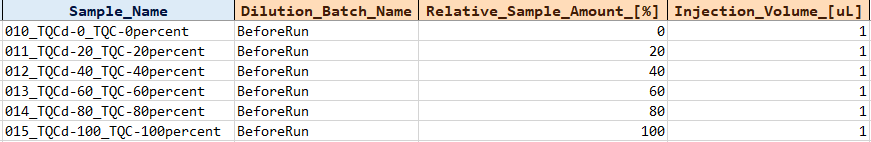 Sample_Name Dilution_Batch_Name Relative_Sample_Amount_[%] Injection_Volume_[uL]
010_TQCd-0_TQC-0percent BeforeRun 0 1
011_TQCd-20_TQC-20percent BeforeRun 20 1
012_TQCd-40_TQC-40percent BeforeRun 40 1
013_TQCd-60_TQC-60percent BeforeRun 60 1
014_TQCd-80_TQC-80percent BeforeRun 80 1
015_TQCd-100_TQC-100percent BeforeRun 100 1